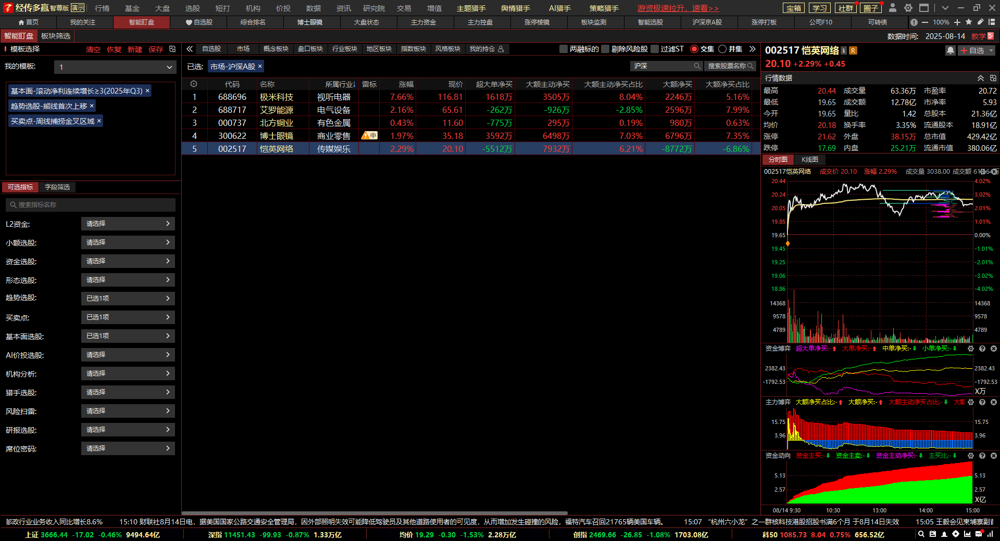 经传多赢 智尊版 演示 行情 基金 大盘 选股 短打 机构 价投 数据 资讯 研究院 交易 增值 主题猎手 舆情猎手 AI猎手 策略猎手 游资极速拉升，速看>> 宝箱 学习 社群 圈子
首页 我的关注 智能盯盘 自选股 综合排名 博士眼镜 大盘状态 主力资金 主力控盘 涨停棱镜 板块监测 智能选股 沪深京A股 涨停打板 公司F10 可转债 100%
智能盯盘 板块筛选 数据时间: 2025-08-14 教学
模板选择 清空 恢复 新建 保存
我的模板: 1
基本面-滚动净利连续增长≥3(2025年Q3) ×
趋势选股-能线首次上移 ×
买卖点-周线捕捞金叉区域 ×
可选指标 字段筛选
搜索指标名称
L2资金: 请选择
小额选股: 请选择
资金选股: 请选择
形态选股: 请选择
趋势选股: 已选1项
买卖点: 已选1项
基本面选股: 已选1项
AI价投选股: 请选择
机构分析: 请选择
猎手选股: 请选择
风险扫雷: 请选择
研报选股: 请选择
席位密码: 请选择
自选股 市场 概念板块 盘口板块 行业板块 地区板块 指数板块 风格板块 我的持仓 两融标的 剔除风险股 过滤ST 交集 并集
已选: 市场-沪深A股 × 沪深 搜索股票名称
代码 名称 所属行业↓ 雷标 涨幅 现价 超大单净买 大额主动净买 大额主动净买占比 大额净买 大额净买占比
1 688696 极米科技 视听电器 7.66% 116.81 1618万 3505万 8.04% 2246万 5.16%
2 688717 艾罗能源 电气设备 2.16% 65.61 -262万 -926万 -2.85% 2596万 7.99%
3 000737 北方铜业 有色金属 0.43% 11.60 -775万 295万 0.19% 980万 0.63%
4 300622 博士眼镜 商业零售 中 1.97% 35.18 3592万 6498万 7.03% 6796万 7.35%
5 002517 恺英网络 传媒娱乐 2.29% 20.10 -5512万 7932万 6.21% -8772万 -6.86%
002517 恺英网络 i R 自选
20.10 +2.29% +0.45
行情数据
最高 20.44 成交量 63.36万 市盈率 20.72
最低 19.65 成交额 12.78亿 市净率 5.93
今开 19.65 量比 1.42 总股本 21.36亿
均价 20.18 换手率 3.35% 流通股本 18.91亿
涨停 21.62 外盘 38.15万 总市值 429.42亿
跌停 17.69 内盘 25.21万 流通市值 380.06亿
分时图 K线图
002517恺英网络 成交价 20.10 涨幅 2.29% 成交量 3038.00 成交额
20.44 4.02%
20.24 3.02%
20.05 2.01%
19.85 1.01%
19.65 0.00%
19.45 -1.01%
19.25 -2.01%
19.06 -3.02%
18.86 -4.02%
14368 14368
9578 9578
4789 4789
资金博弈 超大单净买:- 大单净买:- 中单净买:- 小单净买:-
2382.43 2382.43
-1792.53 -1792.53
X万
主力博弈 大额净买占比:- 大额净买:- 大额主动净买占比:- 大额
15.75 15.75
3.96 3.96
资金动向 资金主买:- 资金主卖:- 资金主动净买:- 主买比:-
5.13 5.13
2.57 2.57
X亿
08/14 9:30 10:30 13:00 14:00 15:00
邮政行业业务收入同比增长8.6% 15:10 财联社8月14日电，据美国国家公路交通安全管理局，因外部照明失效可能降低驾驶员及其他道路使用者的可见度，从而增加发生碰撞的风险，福特汽车召回21765辆美国车辆。 15:07 “杭州六小龙”之一群核科技港股招股书满6个月 于8月14日失效 15:05 王毅会见柬埔寨副首
上证 3666.44 -17.02 -0.46% 9494.64亿 深指 11451.43 -99.93 -0.87% 1.33万亿 均价 19.29 -0.30 -1.53% 2.28万亿 创指 2469.66 -26.85 -1.08% 1703.08亿 科50 1085.73 8.04 0.75% 656.52亿